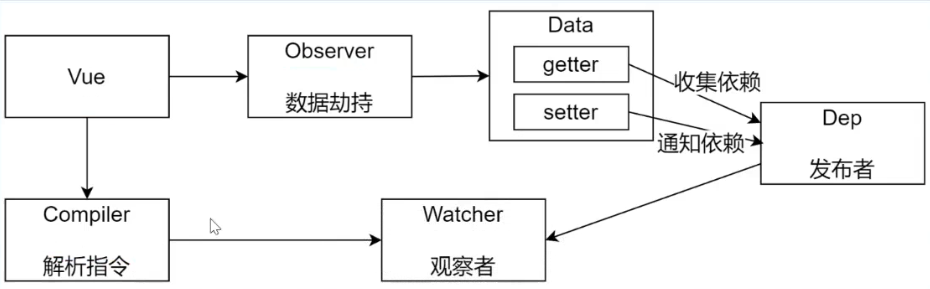 Vue
Observer
数据劫持
Data
getter
setter
收集依赖
通知依赖
Dep
发布者
Compiler
解析指令
Watcher
观察者